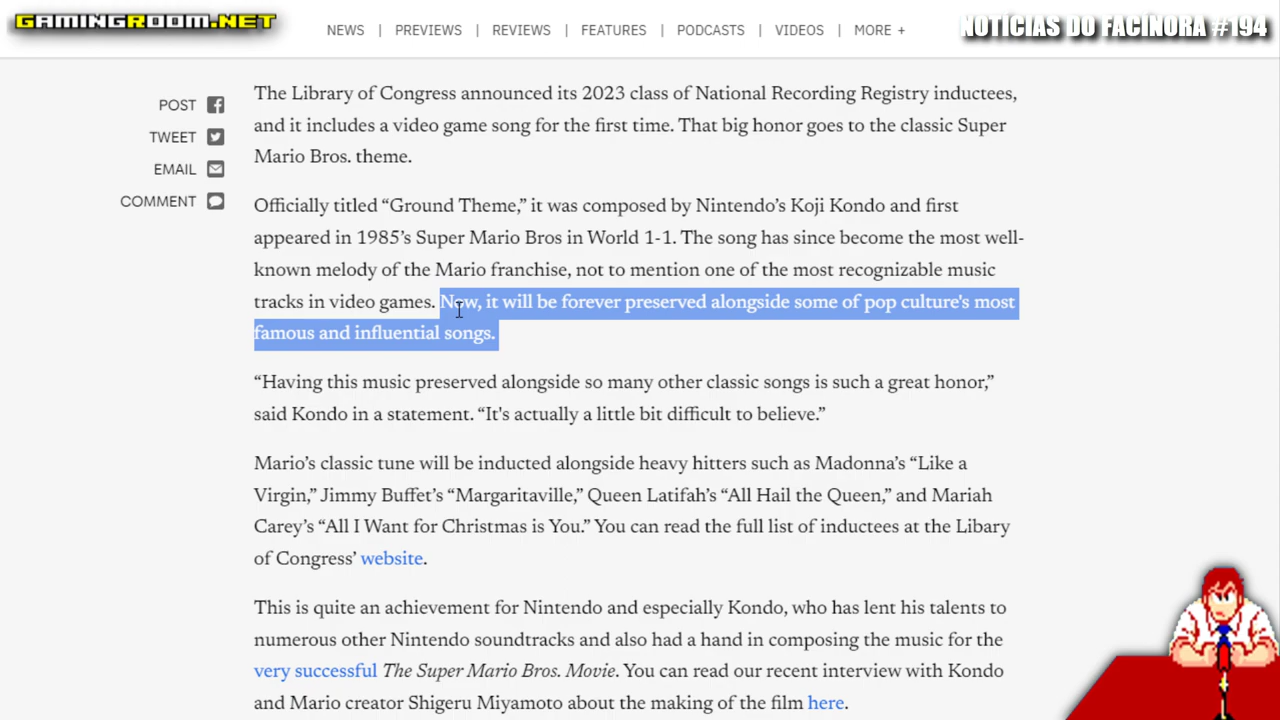 GAMINGROOM.NET
NOTÍCIAS DO FACÍNORA #194
NEWS | PREVIEWS | REVIEWS | FEATURES | PODCASTS | VIDEOS | MORE +
POST
TWEET
EMAIL
COMMENT
The Library of Congress announced its 2023 class of National Recording Registry inductees,
and it includes a video game song for the first time. That big honor goes to the classic Super
Mario Bros. theme.
Officially titled “Ground Theme,” it was composed by Nintendo’s Koji Kondo and first
appeared in 1985’s Super Mario Bros in World 1-1. The song has since become the most well-
known melody of the Mario franchise, not to mention one of the most recognizable music
tracks in video games. Now, it will be forever preserved alongside some of pop culture's most
famous and influential songs.
“Having this music preserved alongside so many other classic songs is such a great honor,”
said Kondo in a statement. “It's actually a little bit difficult to believe.”
Mario’s classic tune will be inducted alongside heavy hitters such as Madonna’s “Like a
Virgin,” Jimmy Buffet’s “Margaritaville,” Queen Latifah’s “All Hail the Queen,” and Mariah
Carey’s “All I Want for Christmas is You.” You can read the full list of inductees at the Libary
of Congress’ website.
This is quite an achievement for Nintendo and especially Kondo, who has lent his talents to
numerous other Nintendo soundtracks and also had a hand in composing the music for the
very successful The Super Mario Bros. Movie. You can read our recent interview with Kondo
and Mario creator Shigeru Miyamoto about the making of the film here.